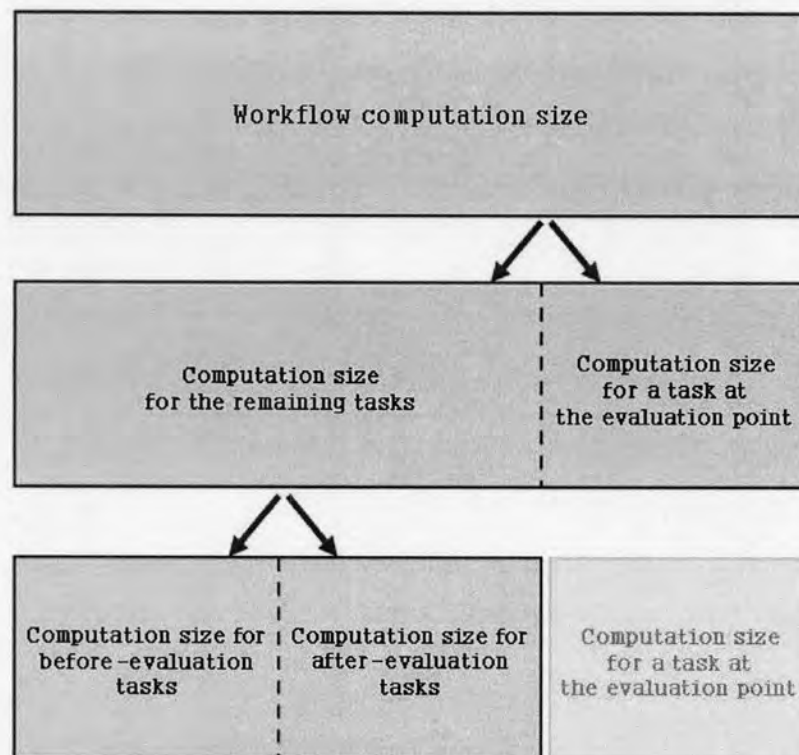 Workflow computation size
Computation size
for the remaining tasks
Computation size
for a task at
the evaluation point
Computation size for
before-evaluation
tasks
Computation size for
after-evaluation
tasks
Computation size
for a task at
the evaluation point